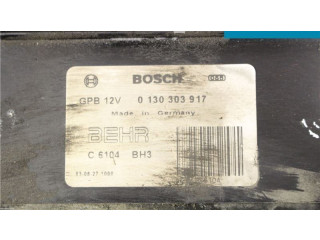 BOSCH
GPB 12V 0 130 303 917
Made in Germany
BEHR
C 6104 BH3